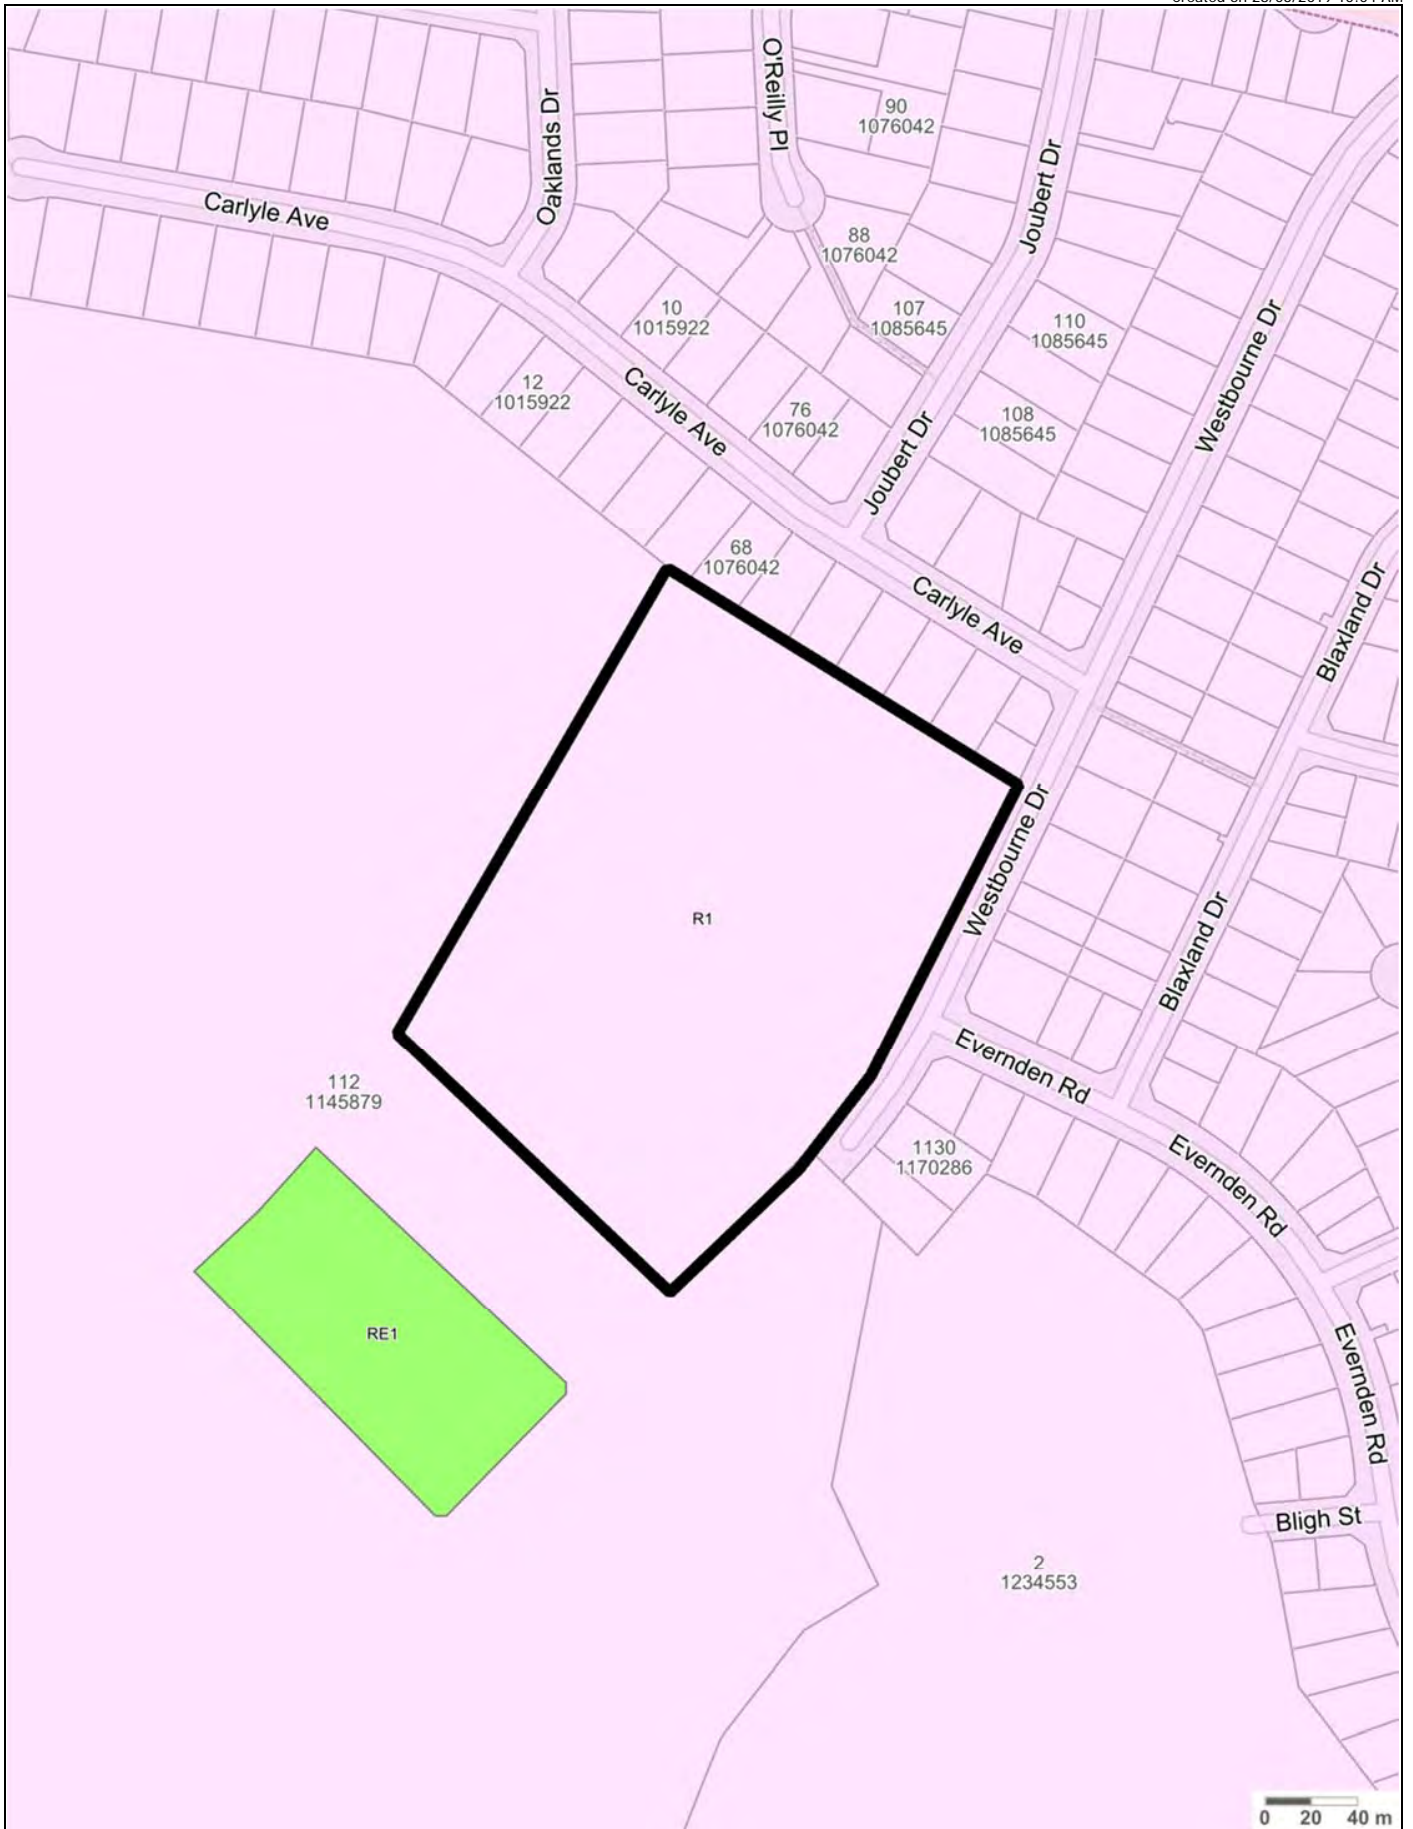 O'Reilly Pl
90
1076042
Oaklands Dr
Joubert Dr
Carlyle Ave
88
1076042
10
1015922
107
1085645
110
1085645
Westbourne Dr
12
1015922
Carlyle Ave
76
1076042
108
1085645
Joubert Dr
68
1076042
Carlyle Ave
Blaxland Dr
Westbourne Dr
R1
Blaxland Dr
Evernden Rd
112
1145879
1130
1170286
Evernden Rd
RE1
Evernden Rd
Bligh St
2
1234553
0 20 40 m